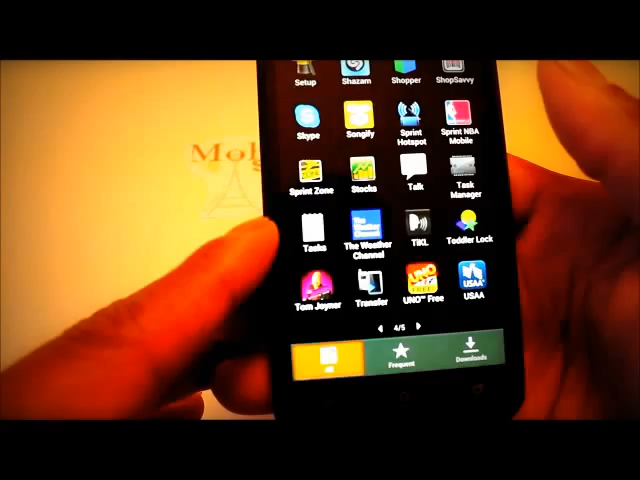 Setup Shazam Shopper ShopSavvy
Skype Songify Sprint Hotspot Sprint NBA Mobile
Sprint Zone Stocks Talk Task Manager
Tasks The Weather Channel TiKL Toddler Lock
Tom Joyner Transfer UNO™ Free USAA
4/5
All Frequent Downloads